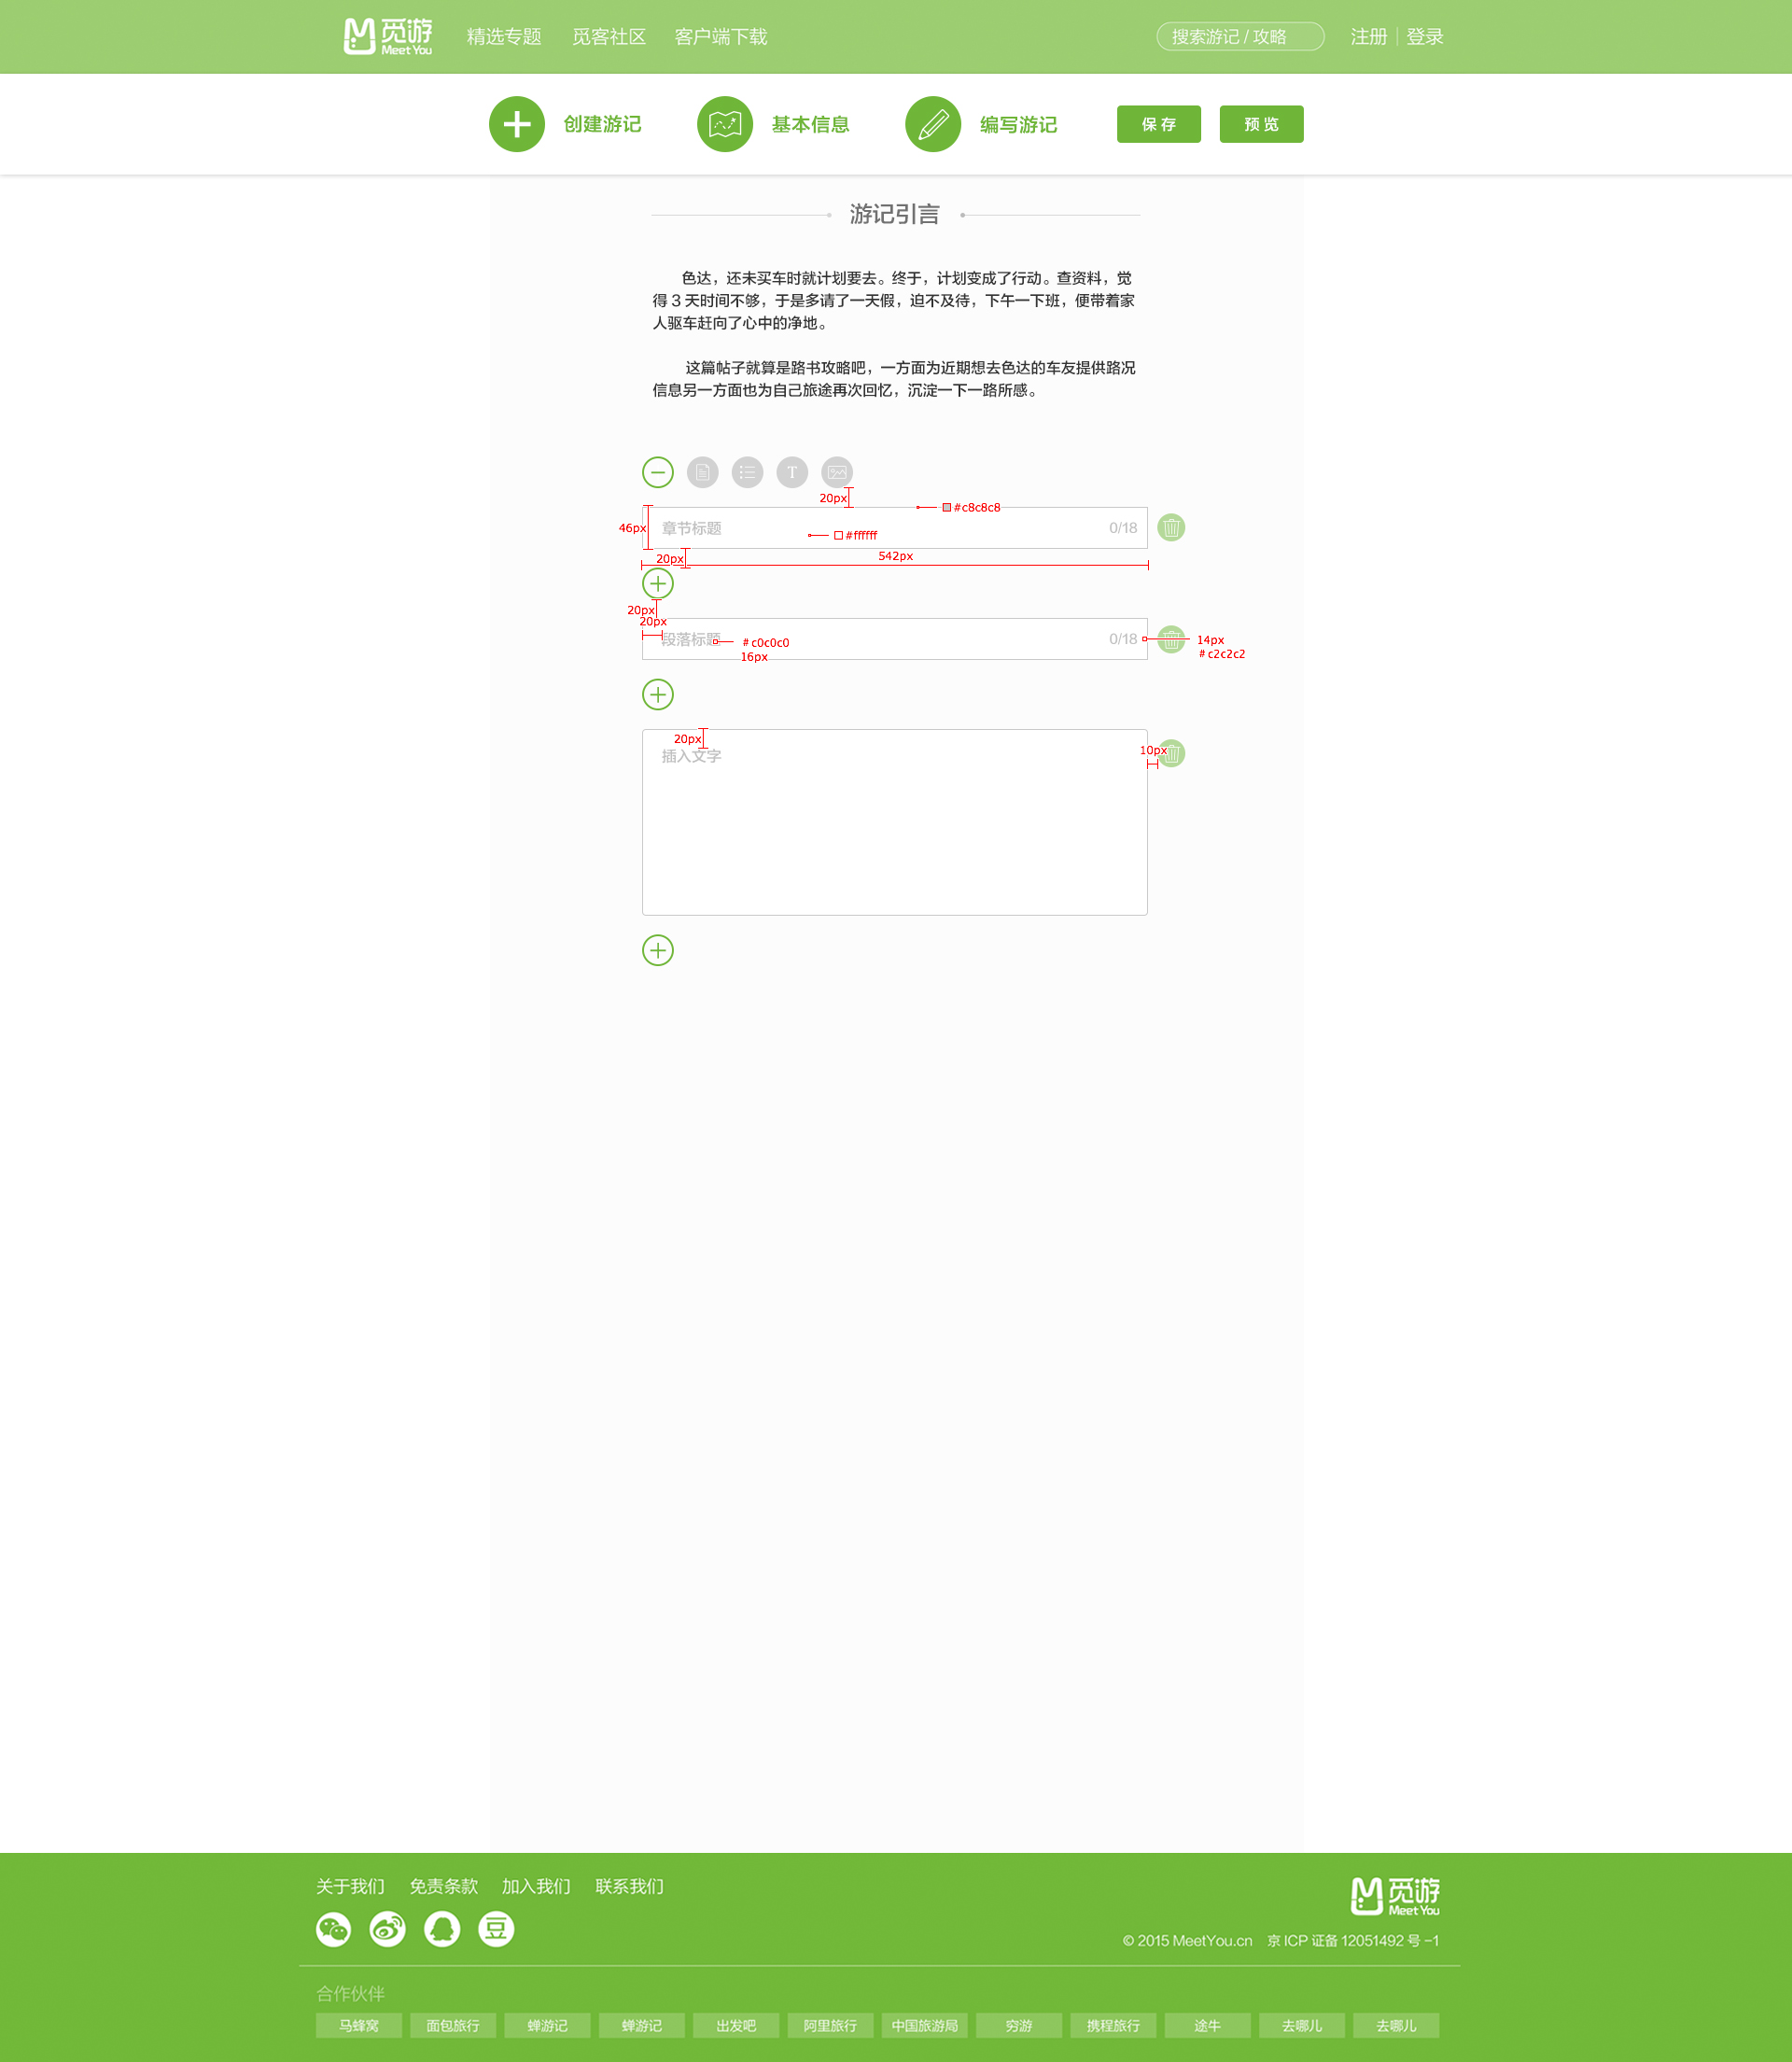 觅游
Meet You
精选专题 觅客社区 客户端下载
搜索游记 / 攻略
注册 登录
创建游记 基本信息 编写游记 保 存 预 览
游记引言
色达，还未买车时就计划要去。终于，计划变成了行动。查资料，觉
得 3 天时间不够，于是多请了一天假，迫不及待，下午一下班，便带着家
人驱车赶向了心中的净地。
这篇帖子就算是路书攻略吧，一方面为近期想去色达的车友提供路况
信息另一方面也为自己旅途再次回忆，沉淀一下一路所感。
T
20px
#c8c8c8
46px
章节标题
0/18
#ffffff
20px
542px
20px
20px
段落标题
#c0c0c0
16px
0/18
14px
#c2c2c2
20px
插入文字
10px
关于我们 免责条款 加入我们 联系我们
觅游
Meet You
豆
© 2015 MeetYou.cn 京 ICP 证备 12051492 号 -1
合作伙伴
马蜂窝 面包旅行 蝉游记 蝉游记 出发吧 阿里旅行 中国旅游局 穷游 携程旅行 途牛 去哪儿 去哪儿